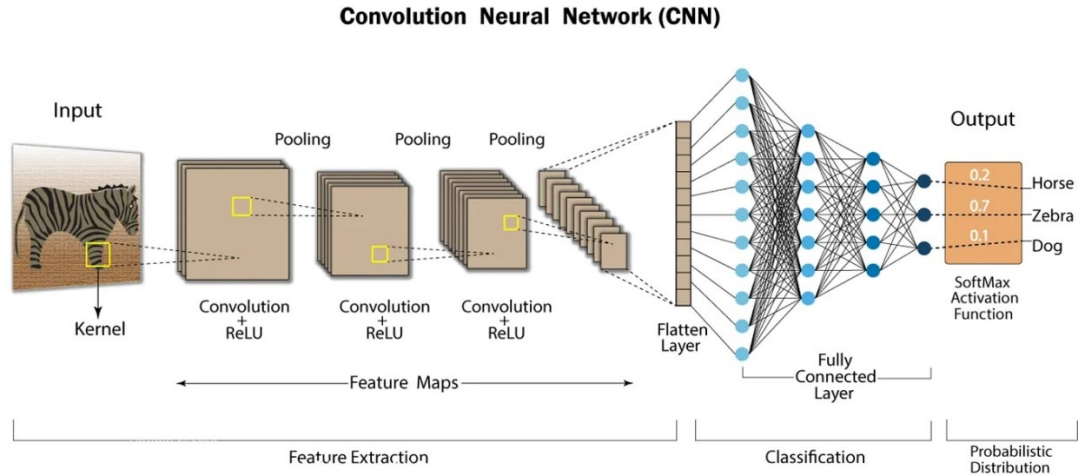 Convolution Neural Network (CNN)
Input
Kernel
Pooling
Pooling
Pooling
Convolution
+
ReLU
Convolution
+
ReLU
Convolution
+
ReLU
Feature Maps
Flatten
Layer
Fully
Connected
Layer
Output
0.2
0.7
0.1
Horse
Zebra
Dog
SoftMax
Activation
Function
Feature Extraction
Classification
Probabilistic
Distribution